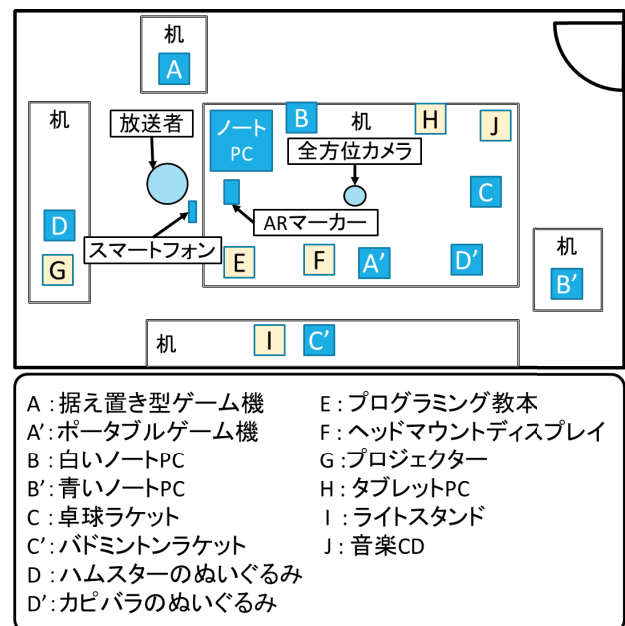 机
A
机
放送者
ノート
PC
B
机
H
J
全方位カメラ
C
D
スマートフォン
ARマーカー
G
E
F
A'
D'
机
B'
机
I
C'
A:据え置き型ゲーム機
A':ポータブルゲーム機
B:白いノートPC
B':青いノートPC
C:卓球ラケット
C':バドミントンラケット
D:ハムスターのぬいぐるみ
D':カピバラのぬいぐるみ
E:プログラミング教本
F:ヘッドマウントディスプレイ
G:プロジェクター
H:タブレットPC
I:ライトスタンド
J:音楽CD